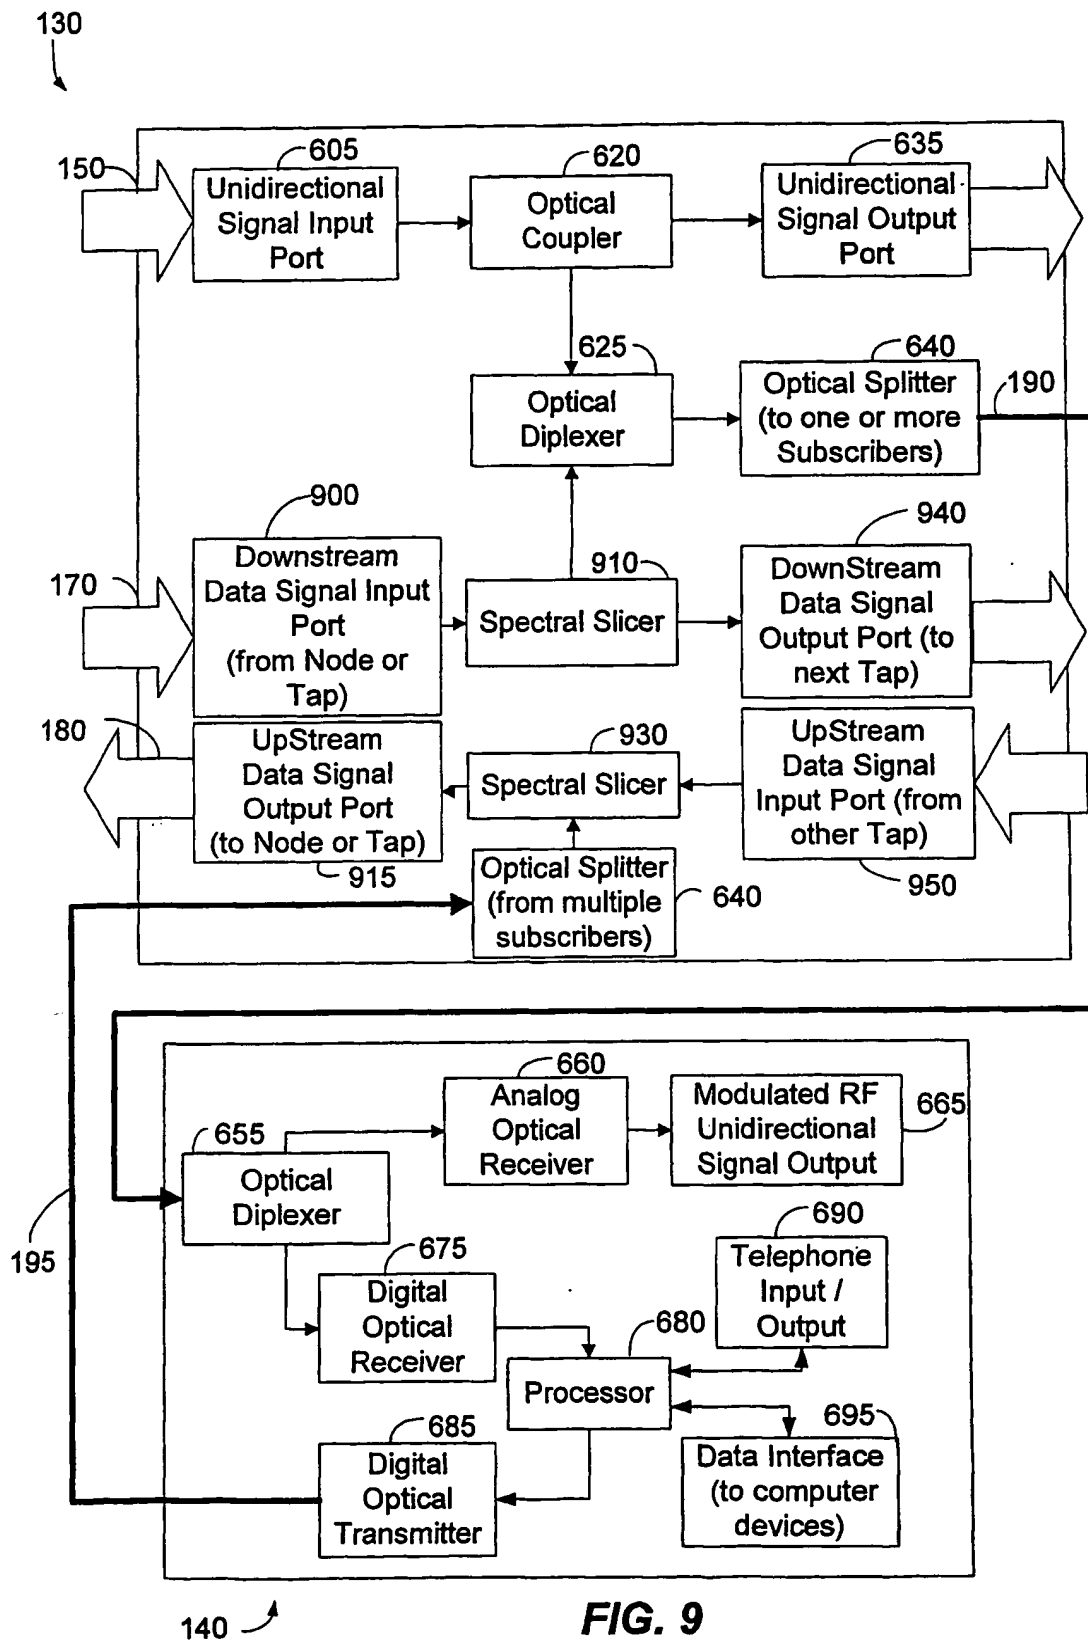 130
150
605
620
635
Unidirectional
Signal Input
Port
Optical
Coupler
Unidirectional
Signal Output
Port
625
640
190
Optical
Diplexer
Optical Splitter
(to one or more
Subscribers)
900
910
940
170
Downstream
Data Signal Input
Port
(from Node or
Tap)
Spectral Slicer
DownStream
Data Signal
Output Port (to
next Tap)
180
930
UpStream
Data Signal
Output Port
(to Node or Tap)
915
Spectral Slicer
UpStream
Data Signal
Input Port (from
other Tap)
950
Optical Splitter
(from multiple
subscribers)
640
660
Analog
Optical
Receiver
Modulated RF
Unidirectional
Signal Output
665
655
Optical
Diplexer
195
675
Digital
Optical
Receiver
690
Telephone
Input /
Output
680
Processor
685
Digital
Optical
Transmitter
695
Data Interface
(to computer
devices)
140
FIG. 9